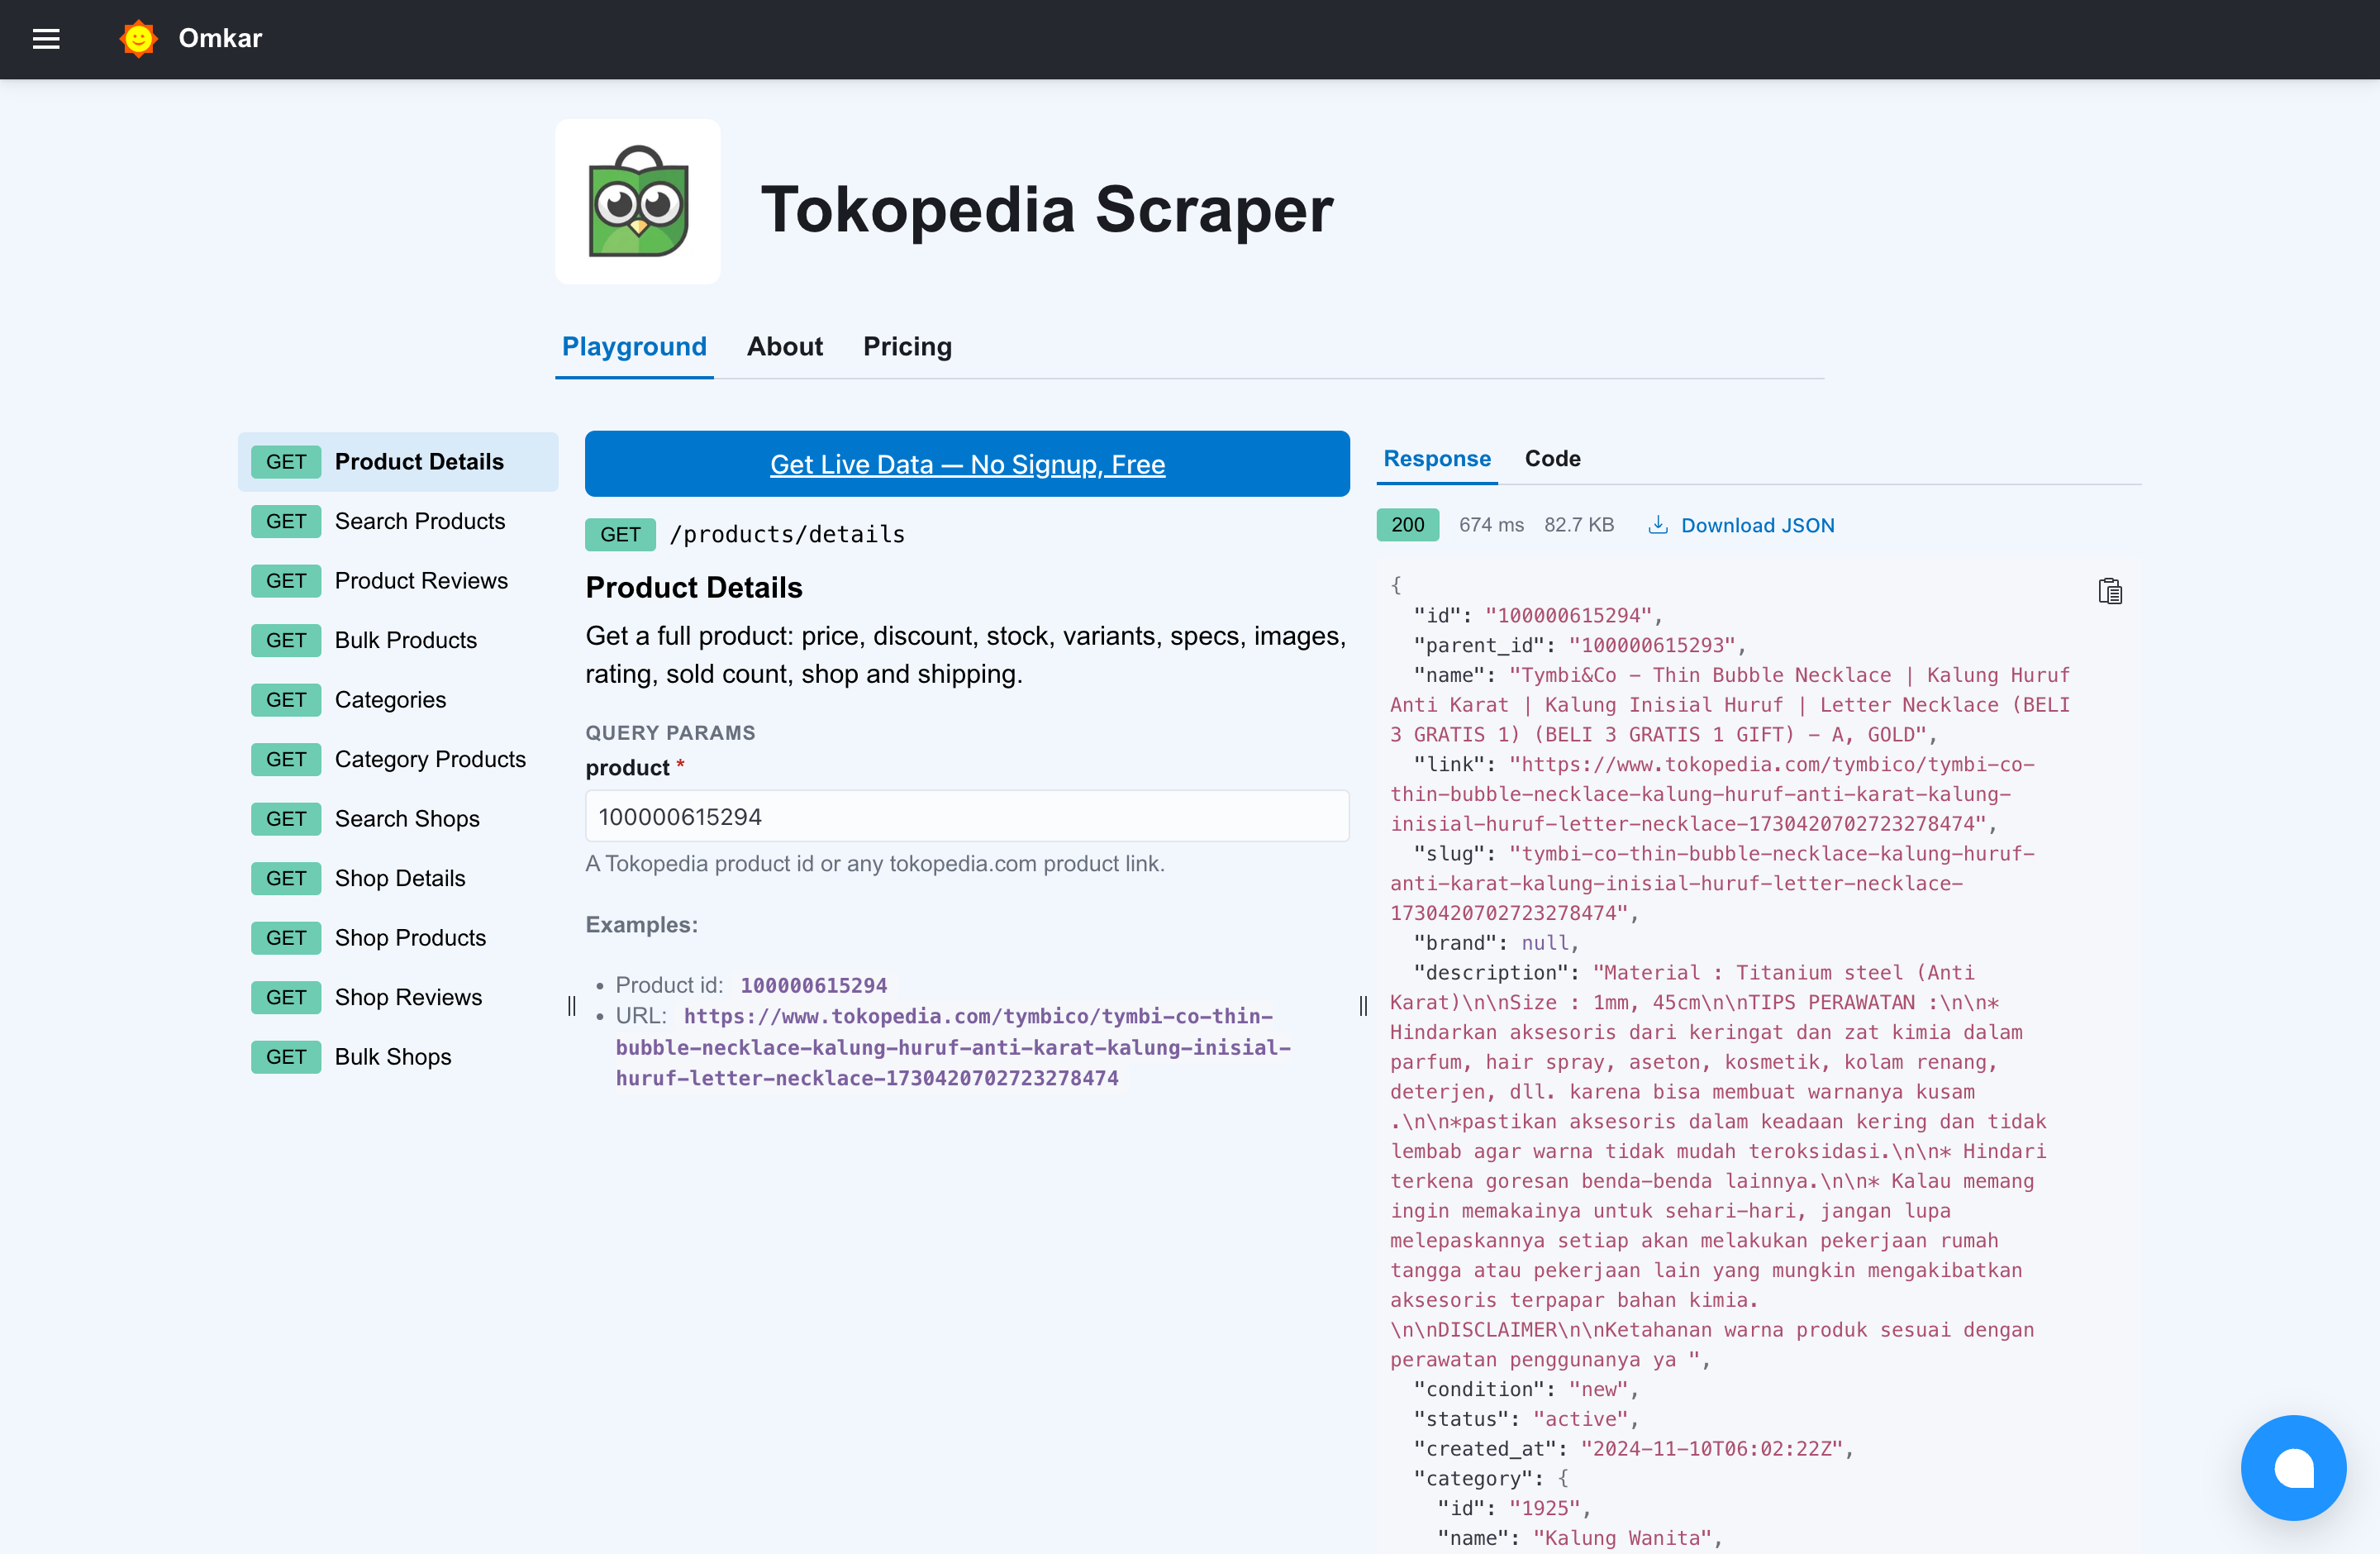 Omkar
Tokopedia Scraper
Playground About Pricing
GET Product Details
GET Search Products
GET Product Reviews
GET Bulk Products
GET Categories
GET Category Products
GET Search Shops
GET Shop Details
GET Shop Products
GET Shop Reviews
GET Bulk Shops
Get Live Data — No Signup, Free
GET /products/details
Product Details
Get a full product: price, discount, stock, variants, specs, images,
rating, sold count, shop and shipping.
QUERY PARAMS
product *
100000615294
A Tokopedia product id or any tokopedia.com product link.
Examples:
• Product id: 100000615294
• URL: https://www.tokopedia.com/tymbico/tymbi-co-thin-
bubble-necklace-kalung-huruf-anti-karat-kalung-inisial-
huruf-letter-necklace-1730420702723278474
Response Code
200 674 ms 82.7 KB Download JSON
{
"id": "100000615294",
"parent_id": "100000615293",
"name": "Tymbi&Co - Thin Bubble Necklace | Kalung Huruf
Anti Karat | Kalung Inisial Huruf | Letter Necklace (BELI
3 GRATIS 1) (BELI 3 GRATIS 1 GIFT) - A, GOLD",
"link": "https://www.tokopedia.com/tymbico/tymbi-co-
thin-bubble-necklace-kalung-huruf-anti-karat-kalung-
inisial-huruf-letter-necklace-1730420702723278474",
"slug": "tymbi-co-thin-bubble-necklace-kalung-huruf-
anti-karat-kalung-inisial-huruf-letter-necklace-
1730420702723278474",
"brand": null,
"description": "Material : Titanium steel (Anti
Karat)\n\nSize : 1mm, 45cm\n\nTIPS PERAWATAN :\n\n*
Hindarkan aksesoris dari keringat dan zat kimia dalam
parfum, hair spray, aseton, kosmetik, kolam renang,
deterjen, dll. karena bisa membuat warnanya kusam
.\n\n*pastikan aksesoris dalam keadaan kering dan tidak
lembab agar warna tidak mudah teroksidasi.\n\n* Hindari
terkena goresan benda-benda lainnya.\n\n* Kalau memang
ingin memakainya untuk sehari-hari, jangan lupa
melepaskannya setiap akan melakukan pekerjaan rumah
tangga atau pekerjaan lain yang mungkin mengakibatkan
aksesoris terpapar bahan kimia.
\n\nDISCLAIMER\n\nKetahanan warna produk sesuai dengan
perawatan penggunanya ya ",
"condition": "new",
"status": "active",
"created_at": "2024-11-10T06:02:22Z",
"category": {
"id": "1925",
"name": "Kalung Wanita",